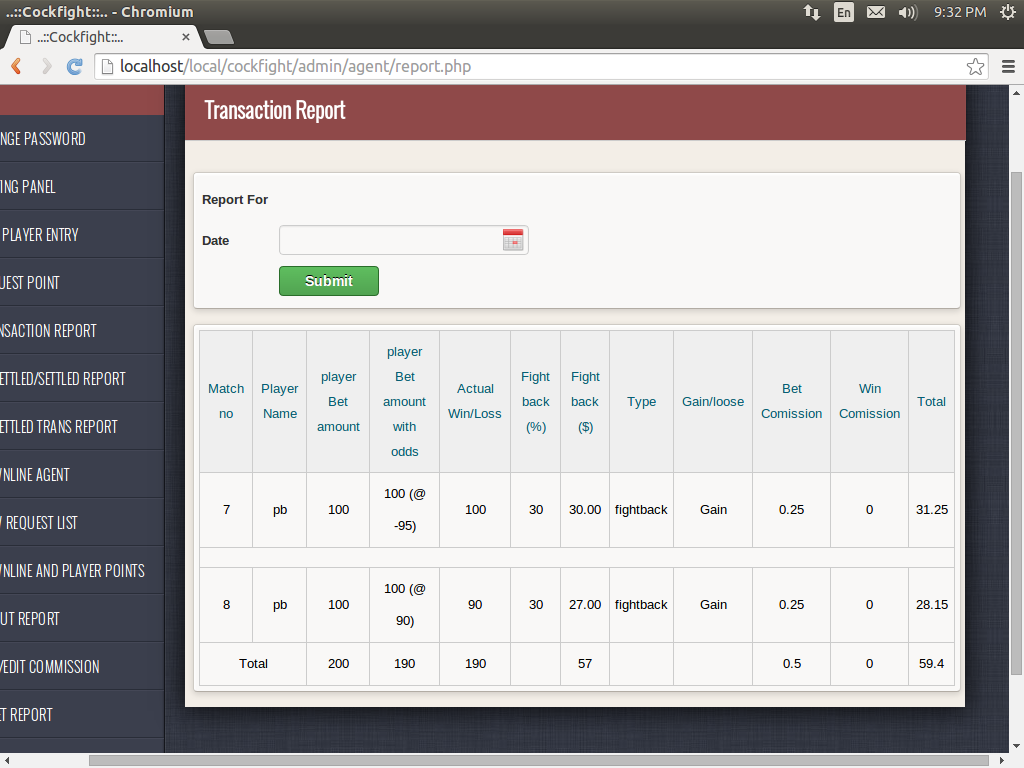 ..::Cockfight::.. - Chromium
En
9:32 PM
..::Cockfight::..
localhost/local/cockfight/admin/agent/report.php
Transaction Report
NGE PASSWORD
ING PANEL
PLAYER ENTRY
UEST POINT
NSACTION REPORT
ETTLED/SETTLED REPORT
ETTLED TRANS REPORT
NLINE AGENT
REQUEST LIST
NLINE AND PLAYER POINTS
UT REPORT
/EDIT COMMISSION
T REPORT
Report For
Date
Submit
Match no
Player Name
player Bet amount
player Bet amount with odds
Actual Win/Loss
Fight back (%)
Fight back ($)
Type
Gain/loose
Bet Comission
Win Comission
Total
7 pb 100 100 (@ -95) 100 30 30.00 fightback Gain 0.25 0 31.25
8 pb 100 100 (@ 90) 90 30 27.00 fightback Gain 0.25 0 28.15
Total 200 190 190 57 0.5 0 59.4